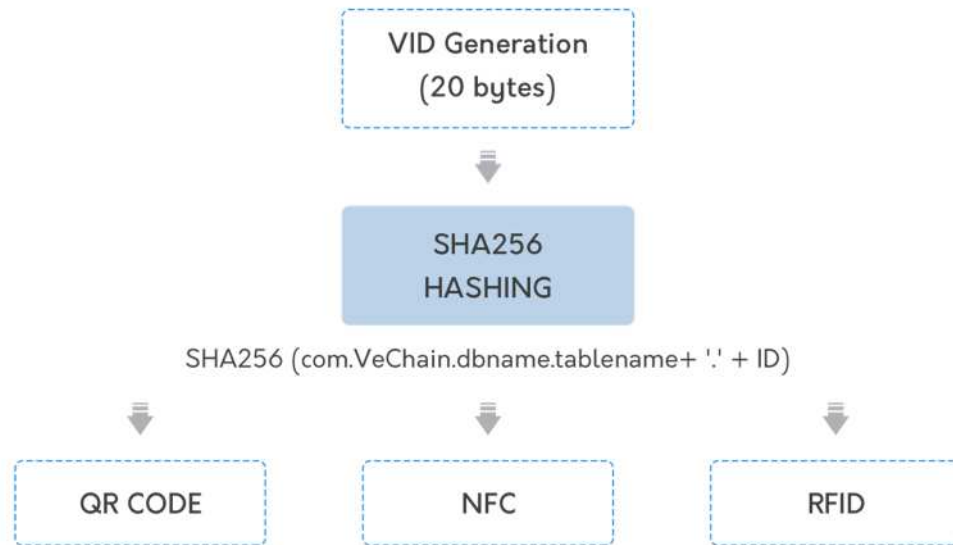 VID Generation
(20 bytes)
SHA256
HASHING
SHA256 (com.VeChain.dbname.tablename+ '.' + ID)
QR CODE
NFC
RFID